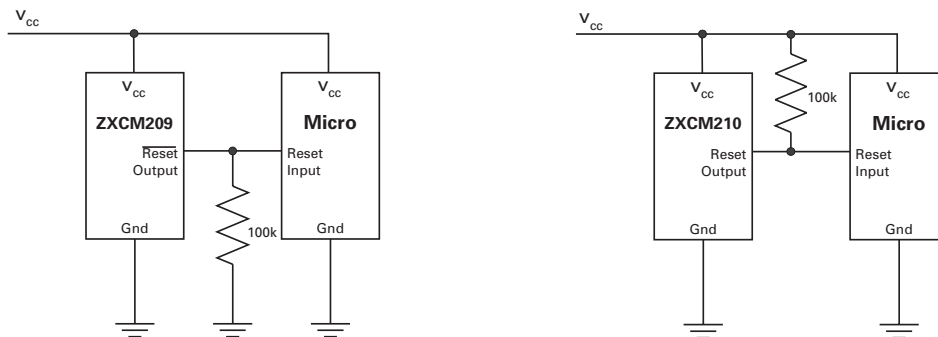 Vcc
Vcc
Vcc
ZXCM209
Micro
Reset
Output
Reset
Input
100k
Gnd
Gnd
Vcc
Vcc
Vcc
100k
ZXCM210
Micro
Reset
Output
Reset
Input
Gnd
Gnd